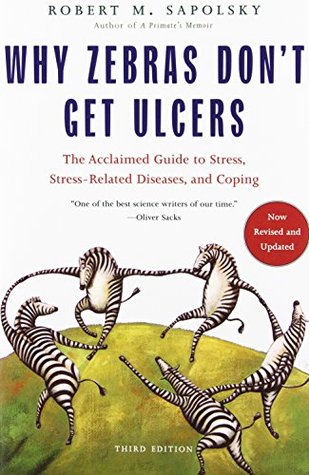 ROBERT M. SAPOLSKY
Author of A Primate's Memoir
WHY ZEBRAS DON'T
GET ULCERS
The Acclaimed Guide to Stress,
Stress-Related Diseases, and Coping
"One of the best science writers of our time."
—Oliver Sacks
Now
Revised and
Updated
THIRD EDITION